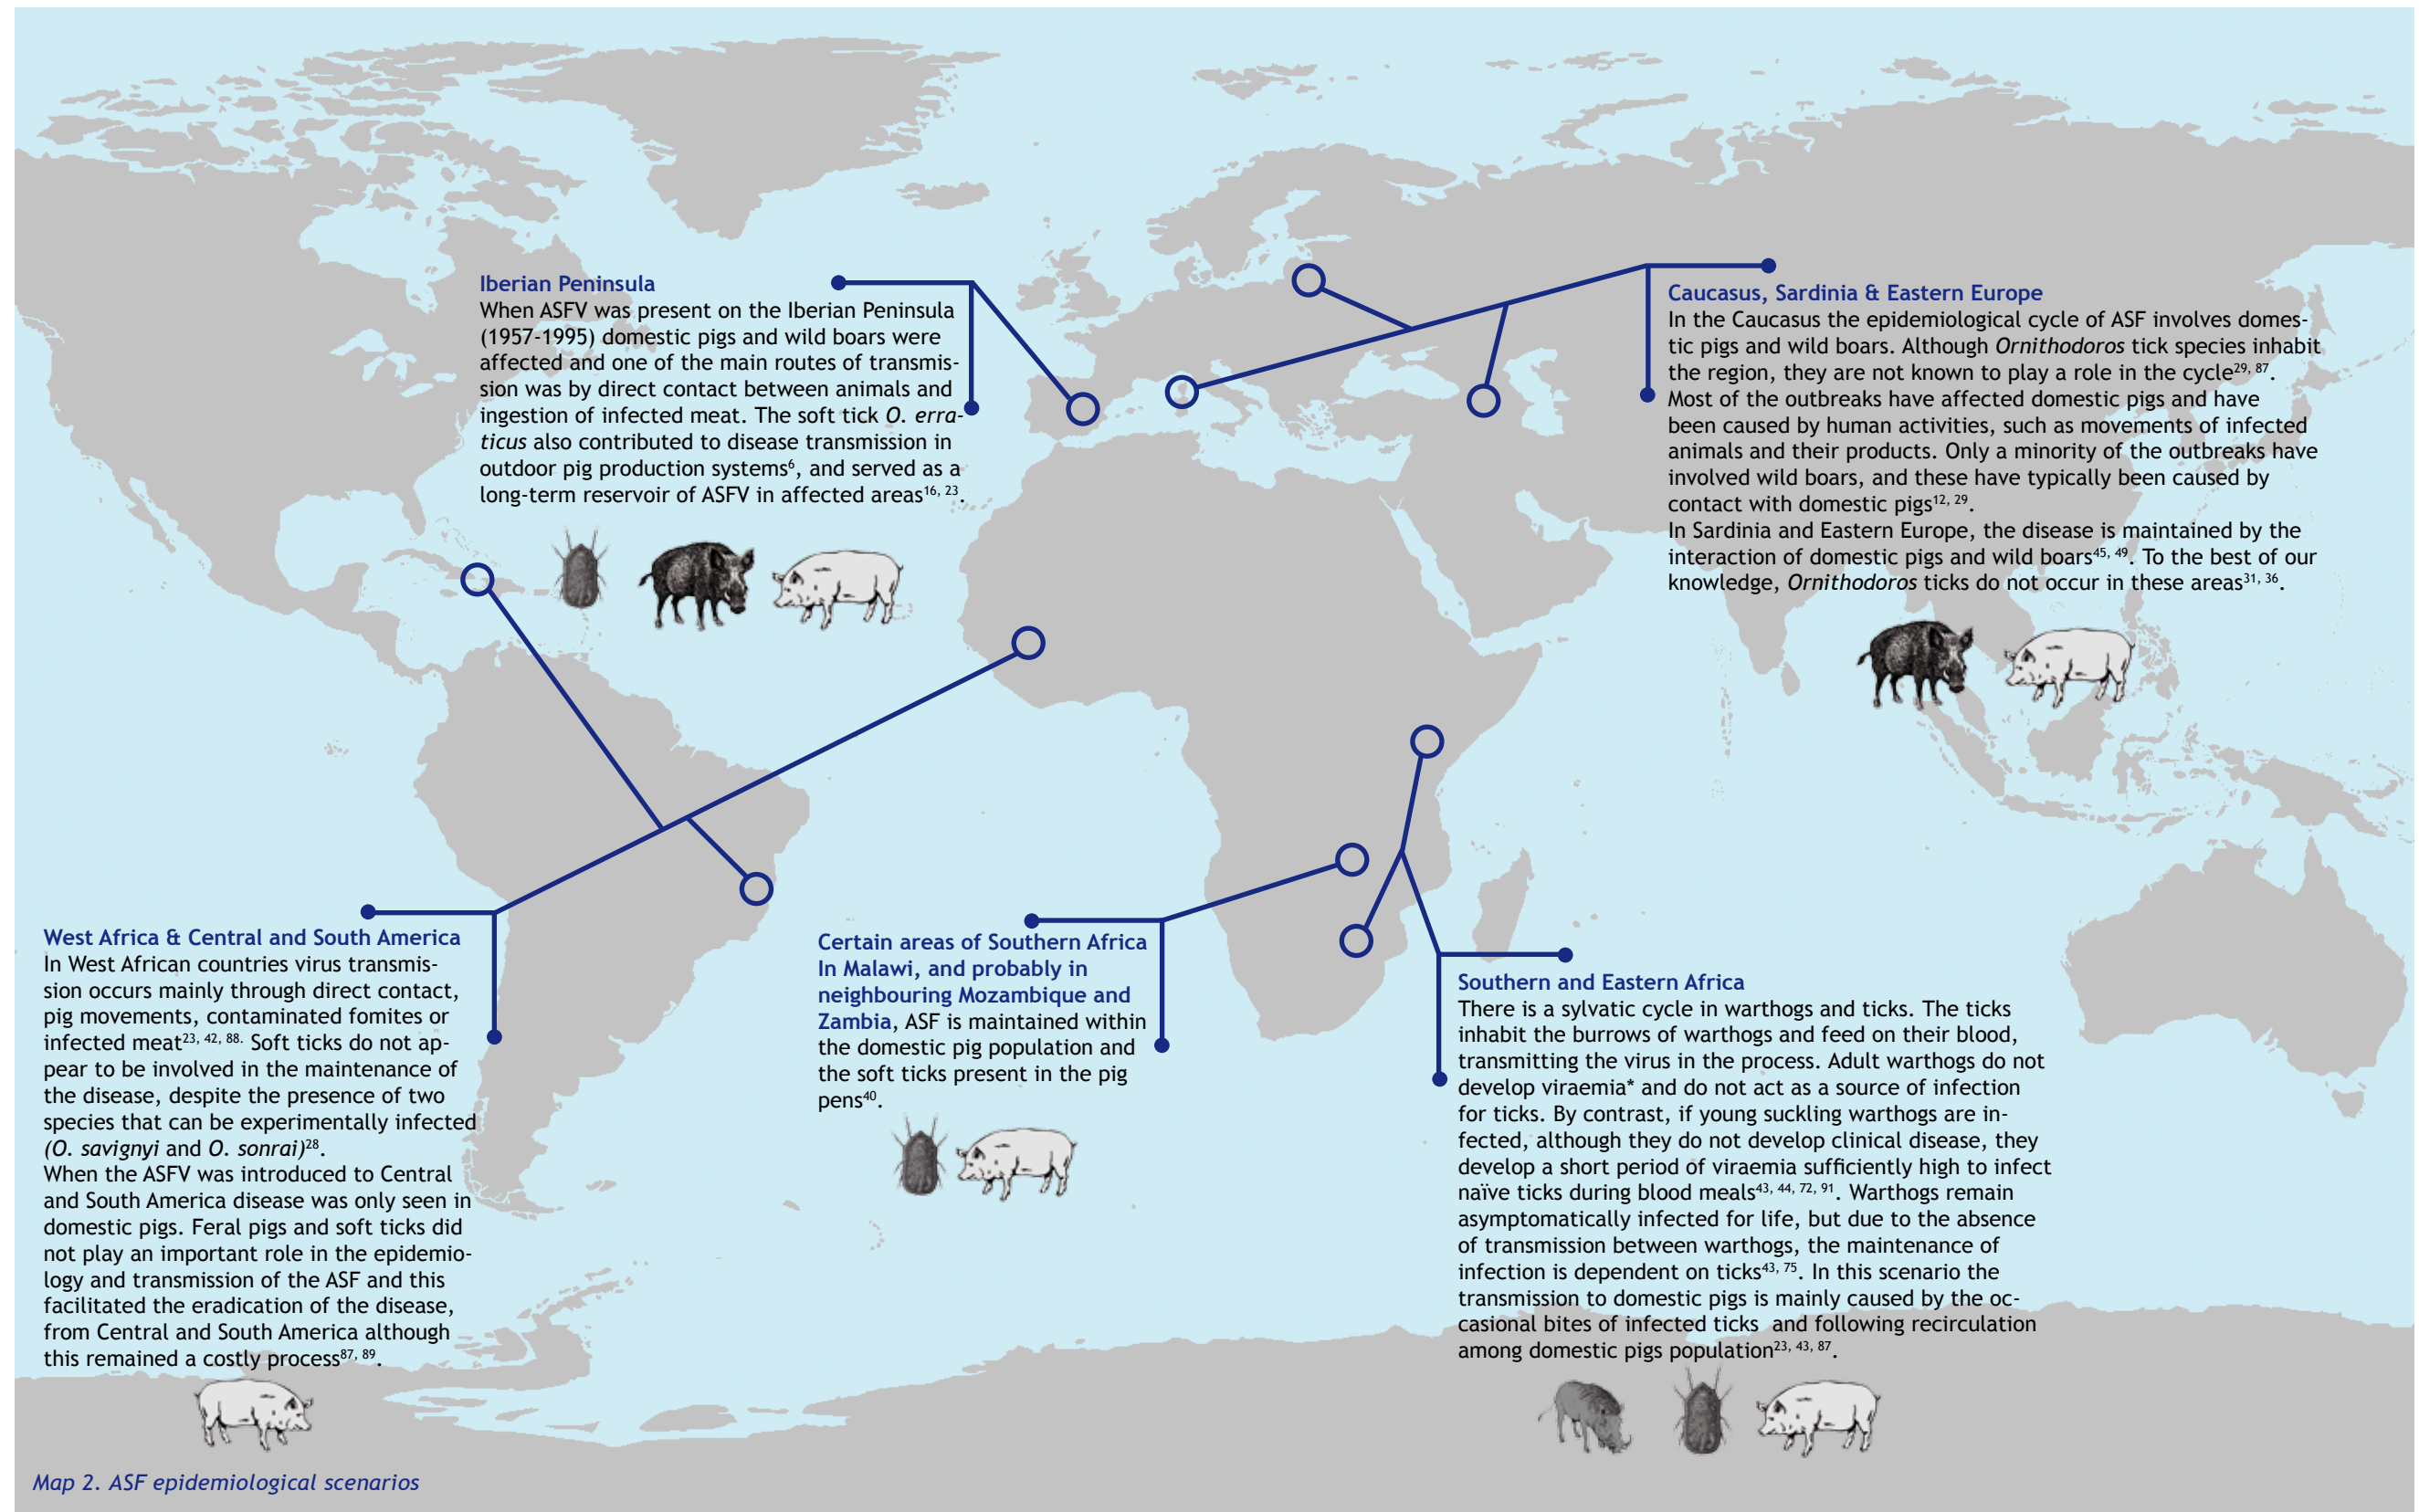 Iberian Peninsula
When ASFV was present on the Iberian Peninsula
(1957-1995) domestic pigs and wild boars were
affected and one of the main routes of transmis-
sion was by direct contact between animals and
ingestion of infected meat. The soft tick O. erra-
ticus also contributed to disease transmission in
outdoor pig production systems⁶, and served as a
long-term reservoir of ASFV in affected areas¹⁶, ²³.
Caucasus, Sardinia & Eastern Europe
In the Caucasus the epidemiological cycle of ASF involves domes-
tic pigs and wild boars. Although Ornithodoros tick species inhabit
the region, they are not known to play a role in the cycle²⁹, ⁸⁷.
Most of the outbreaks have affected domestic pigs and have
been caused by human activities, such as movements of infected
animals and their products. Only a minority of the outbreaks have
involved wild boars, and these have typically been caused by
contact with domestic pigs¹², ²⁹.
In Sardinia and Eastern Europe, the disease is maintained by the
interaction of domestic pigs and wild boars⁴⁵, ⁴⁹. To the best of our
knowledge, Ornithodoros ticks do not occur in these areas³¹, ³⁶.
West Africa & Central and South America
In West African countries virus transmis-
sion occurs mainly through direct contact,
pig movements, contaminated fomites or
infected meat²³, ⁴², ⁸⁸. Soft ticks do not ap-
pear to be involved in the maintenance of
the disease, despite the presence of two
species that can be experimentally infected
(O. savignyi and O. sonrai)²⁸.
When the ASFV was introduced to Central
and South America disease was only seen in
domestic pigs. Feral pigs and soft ticks did
not play an important role in the epidemio-
logy and transmission of the ASF and this
facilitated the eradication of the disease,
from Central and South America although
this remained a costly process⁸⁷, ⁸⁹.
Certain areas of Southern Africa
In Malawi, and probably in
neighbouring Mozambique and
Zambia, ASF is maintained within
the domestic pig population and
the soft ticks present in the pig
pens⁴⁰.
Southern and Eastern Africa
There is a sylvatic cycle in warthogs and ticks. The ticks
inhabit the burrows of warthogs and feed on their blood,
transmitting the virus in the process. Adult warthogs do not
develop viraemia* and do not act as a source of infection
for ticks. By contrast, if young suckling warthogs are in-
fected, although they do not develop clinical disease, they
develop a short period of viraemia sufficiently high to infect
naïve ticks during blood meals⁴³, ⁴⁴, ⁷², ⁹¹. Warthogs remain
asymptomatically infected for life, but due to the absence
of transmission between warthogs, the maintenance of
infection is dependent on ticks⁴³, ⁷⁵. In this scenario the
transmission to domestic pigs is mainly caused by the oc-
casional bites of infected ticks and following recirculation
among domestic pigs population²³, ⁴³, ⁸⁷.
Map 2. ASF epidemiological scenarios